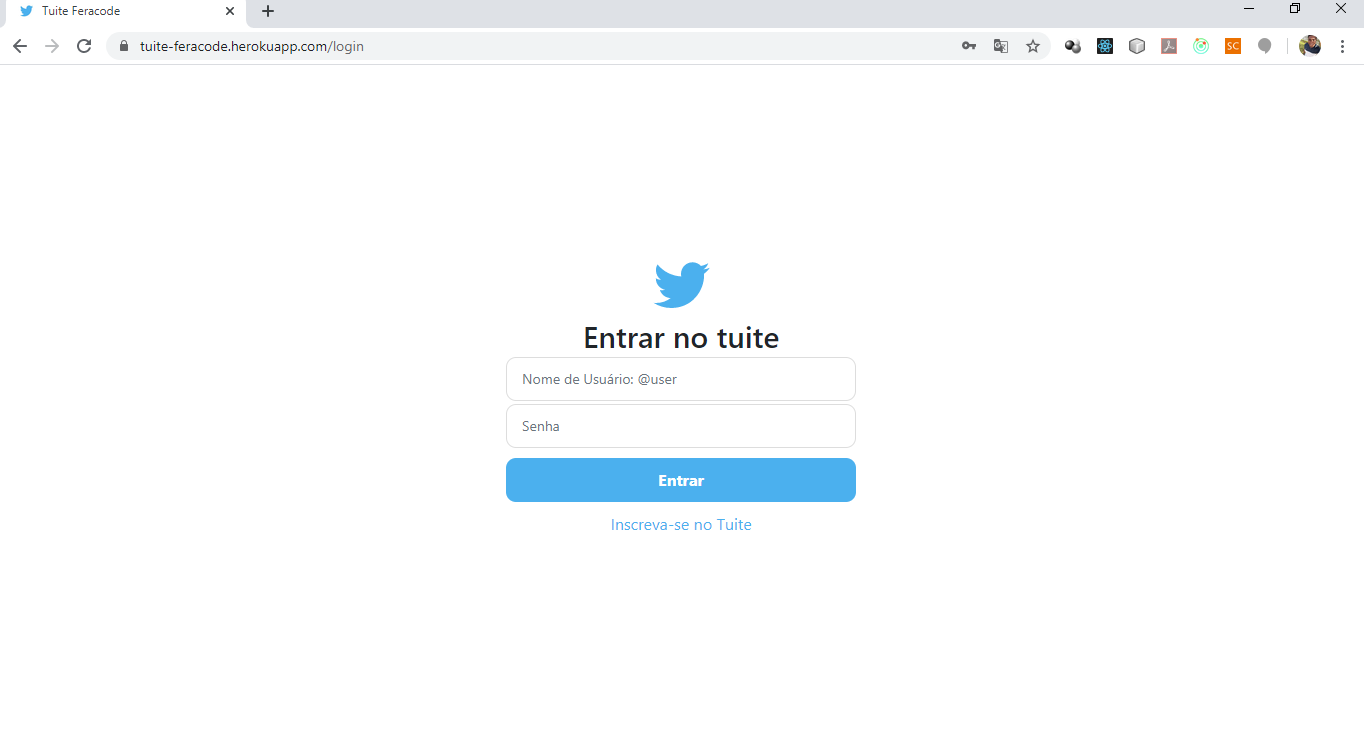 Tuite Feracode
tuite-feracode.herokuapp.com/login
SC
Entrar no tuite
Nome de Usuário: @user
Senha
Entrar
Inscreva-se no Tuite